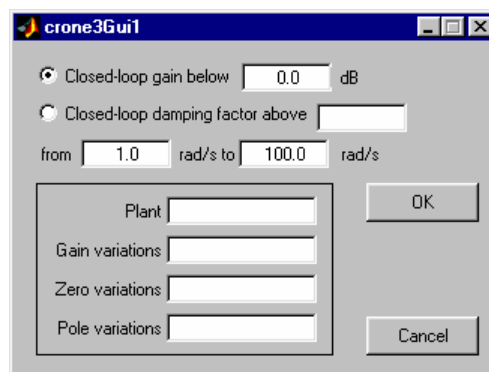 crone3Gui1
Closed-loop gain below 0.0 dB
Closed-loop damping factor above
from 1.0 rad/s to 100.0 rad/s
Plant
OK
Gain variations
Zero variations
Pole variations
Cancel